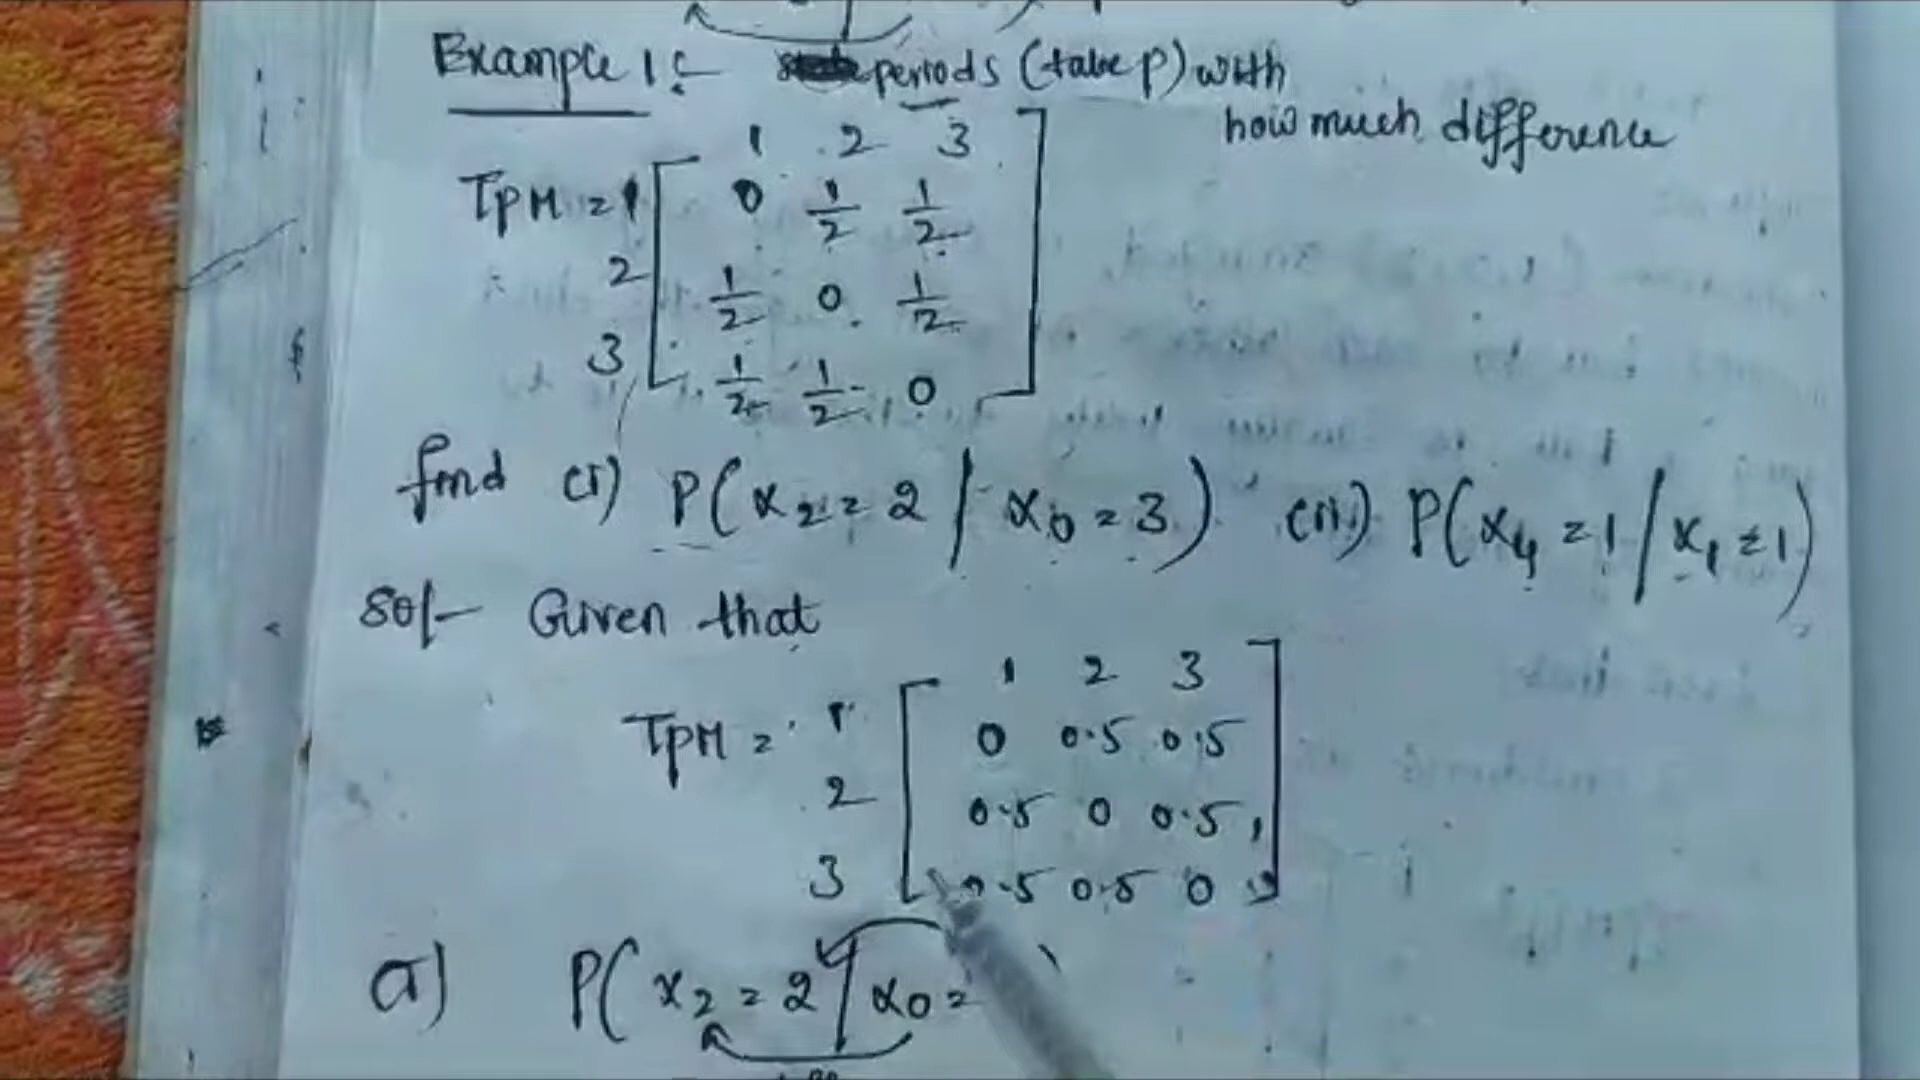 Example 1 :- periods (take p) with
how much difference
1 2 3
TPM = 1 0 1/2 1/2
2 1/2 0 1/2
3 1/2 1/2 0
find (i) P(x2 = 2 / x0 = 3) (ii) P(x4 = 1 / x1 = 1)
Sol- Given that
1 2 3
TPM = 1 0 0.5 0.5
2 0.5 0 0.5
3 0.5 0.5 0
P(x2 = 2 / x0 =